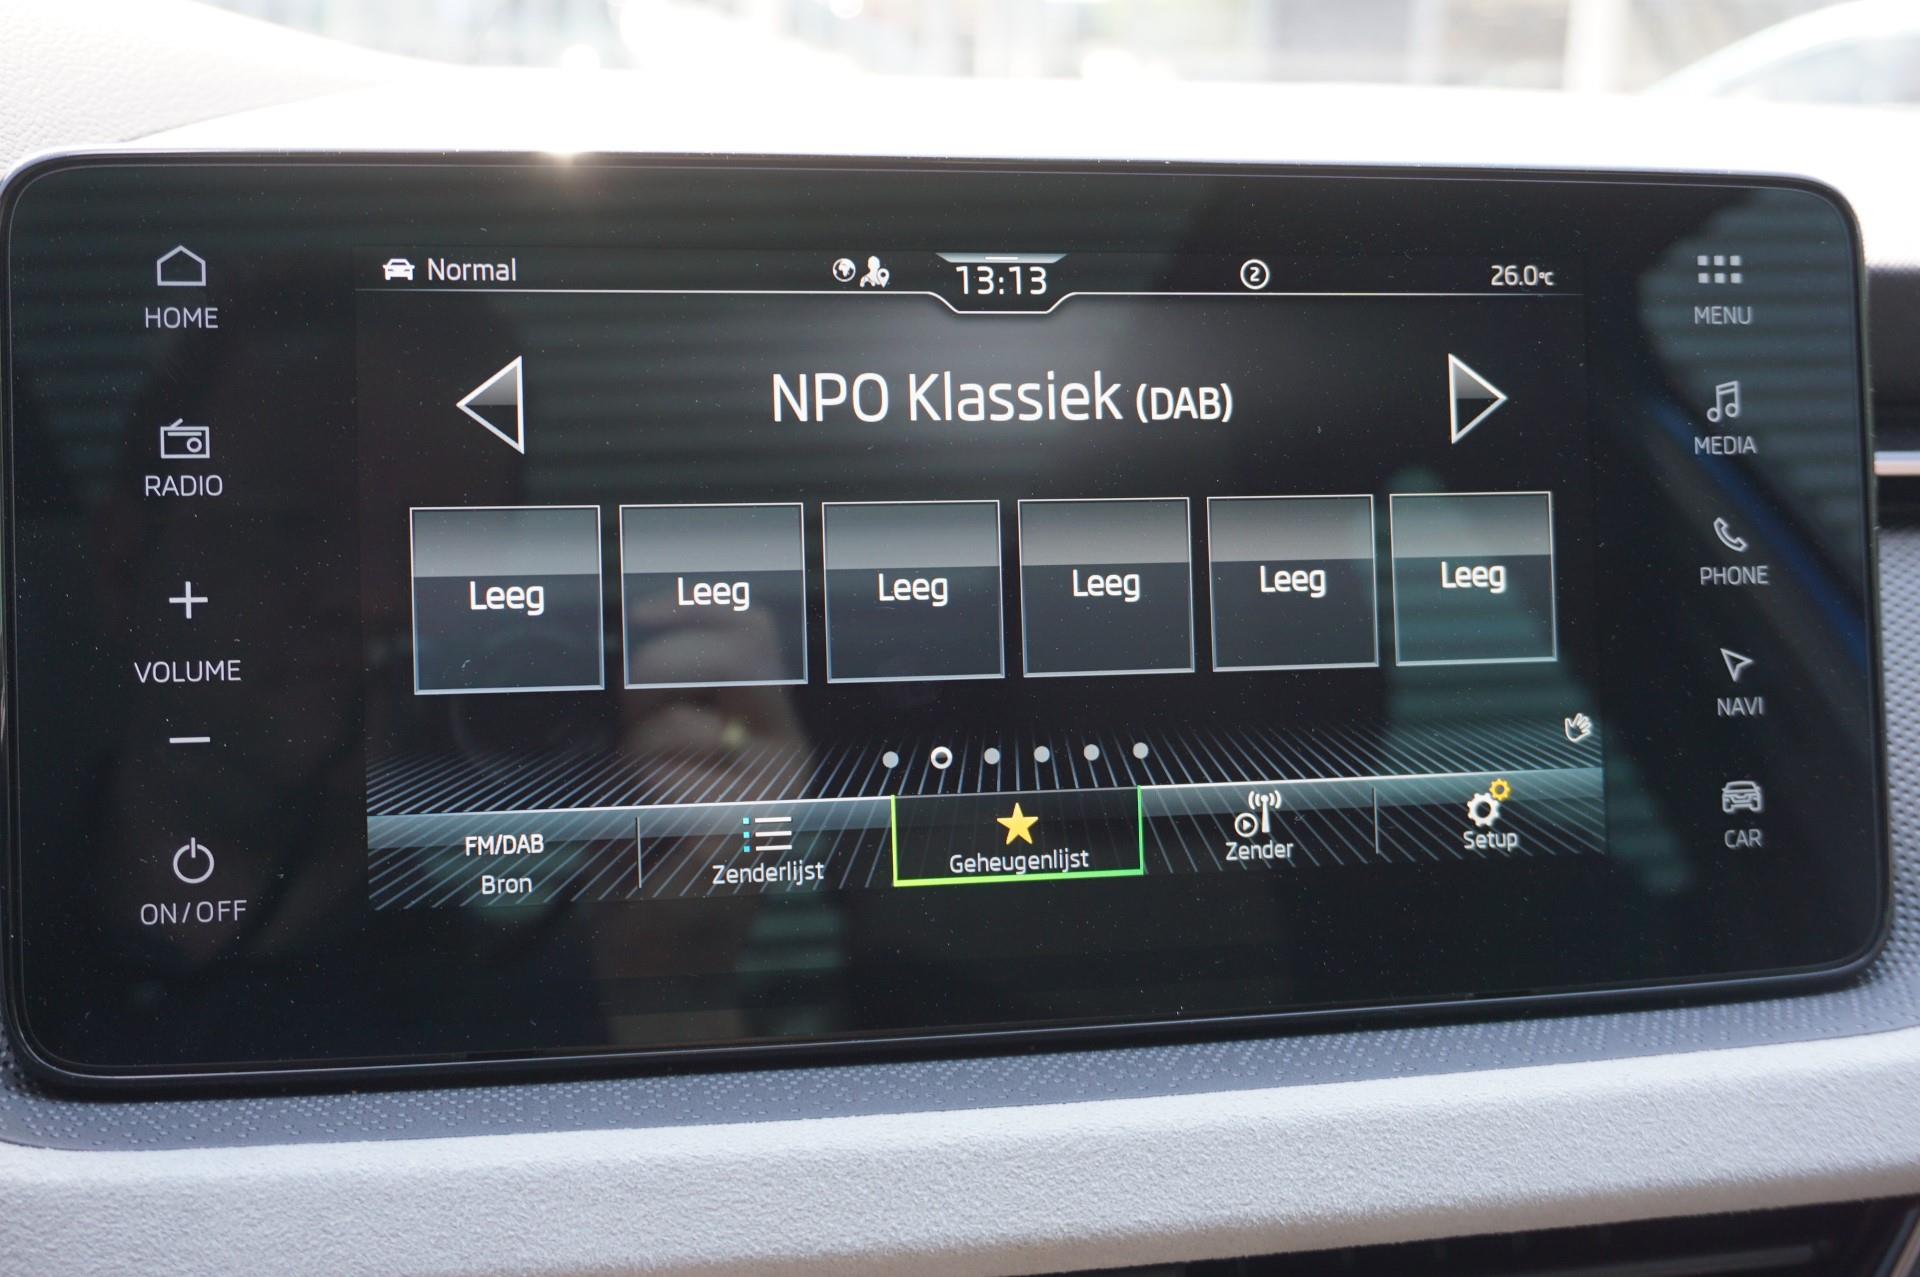 HOME
RADIO
VOLUME
ON/OFF
Normal
13:13
2
26.0°C
NPO Klassiek (DAB)
Leeg
Leeg
Leeg
Leeg
Leeg
Leeg
FM/DAB
Bron
Zenderlijst
Geheugenlijst
Zender
Setup
MENU
MEDIA
PHONE
NAVI
CAR